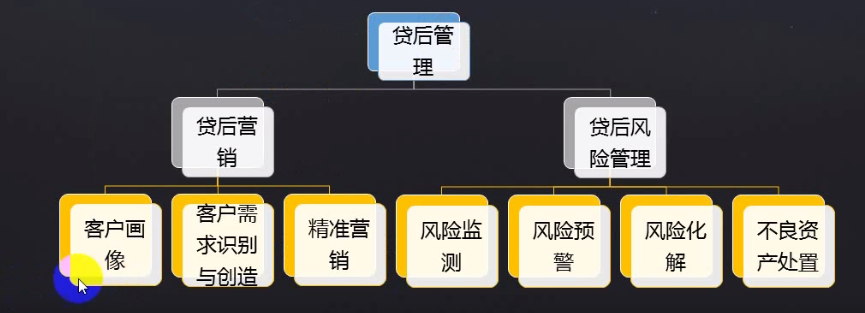 贷后管
理
贷后营
销
贷后风
险管理
客户画
像
客户需
求识别
与创造
精准营
销
风险监
测
风险预
警
风险化
解
不良资
产处置